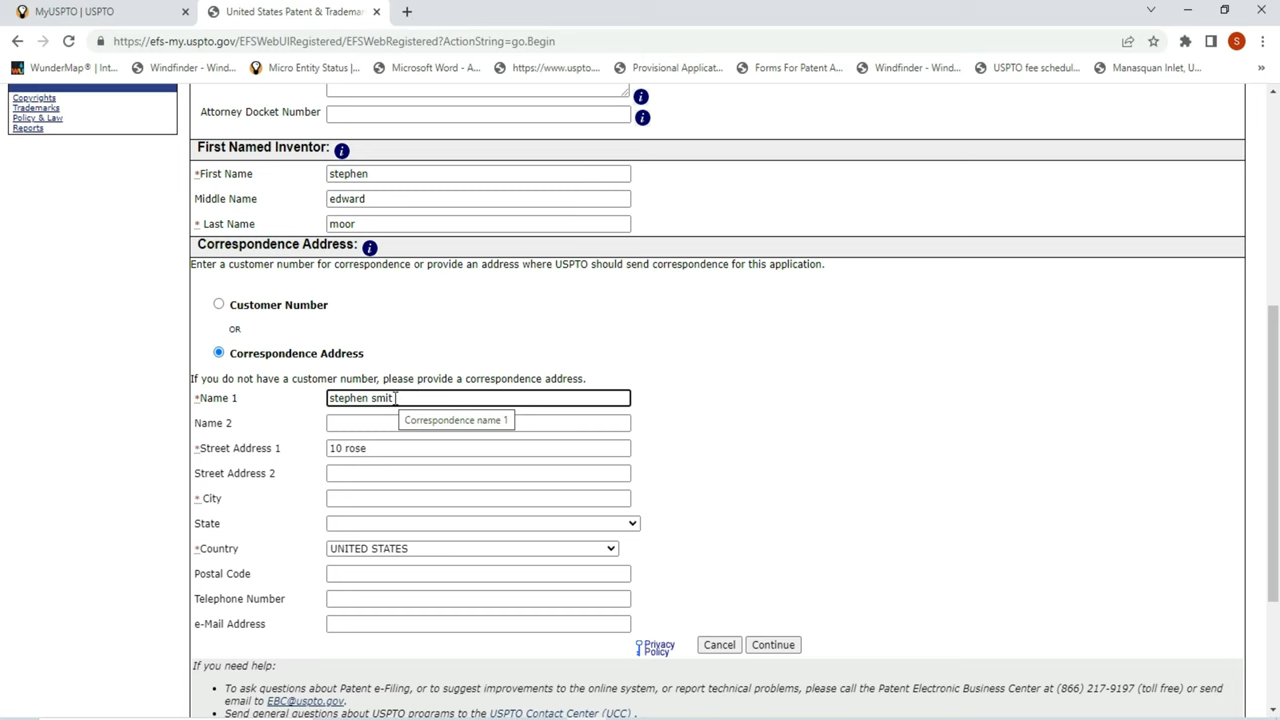 MyUSPTO | USPTO
United States Patent & Trademar
https://efs-my.uspto.gov/EFSWebUIRegistered/EFSWebRegistered?ActionString=go.Begin
S
WunderMap® | Int... Windfinder - Wind... Micro Entity Status |... Microsoft Word - A... https://www.uspto.... Provisional Applicat... Forms For Patent A... Windfinder - Wind... USPTO fee schedul... Manasquan Inlet, U... »
Copyrights
Trademarks
Policy & Law
Reports
Attorney Docket Number
First Named Inventor:
*First Name stephen
Middle Name edward
* Last Name moor
Correspondence Address:
Enter a customer number for correspondence or provide an address where USPTO should send correspondence for this application.
Customer Number
OR
Correspondence Address
If you do not have a customer number, please provide a correspondence address.
*Name 1 stephen smit
Correspondence name 1
Name 2
*Street Address 1 10 rose
Street Address 2
* City
State
*Country UNITED STATES
Postal Code
Telephone Number
e-Mail Address
Privacy Policy Cancel Continue
If you need help:
• To ask questions about Patent e-Filing, or to suggest improvements to the online system, or report technical problems, please call the Patent Electronic Business Center at (866) 217-9197 (toll free) or send
email to EBC@uspto.gov.
• Send general questions about USPTO programs to the USPTO Contact Center (UCC) .